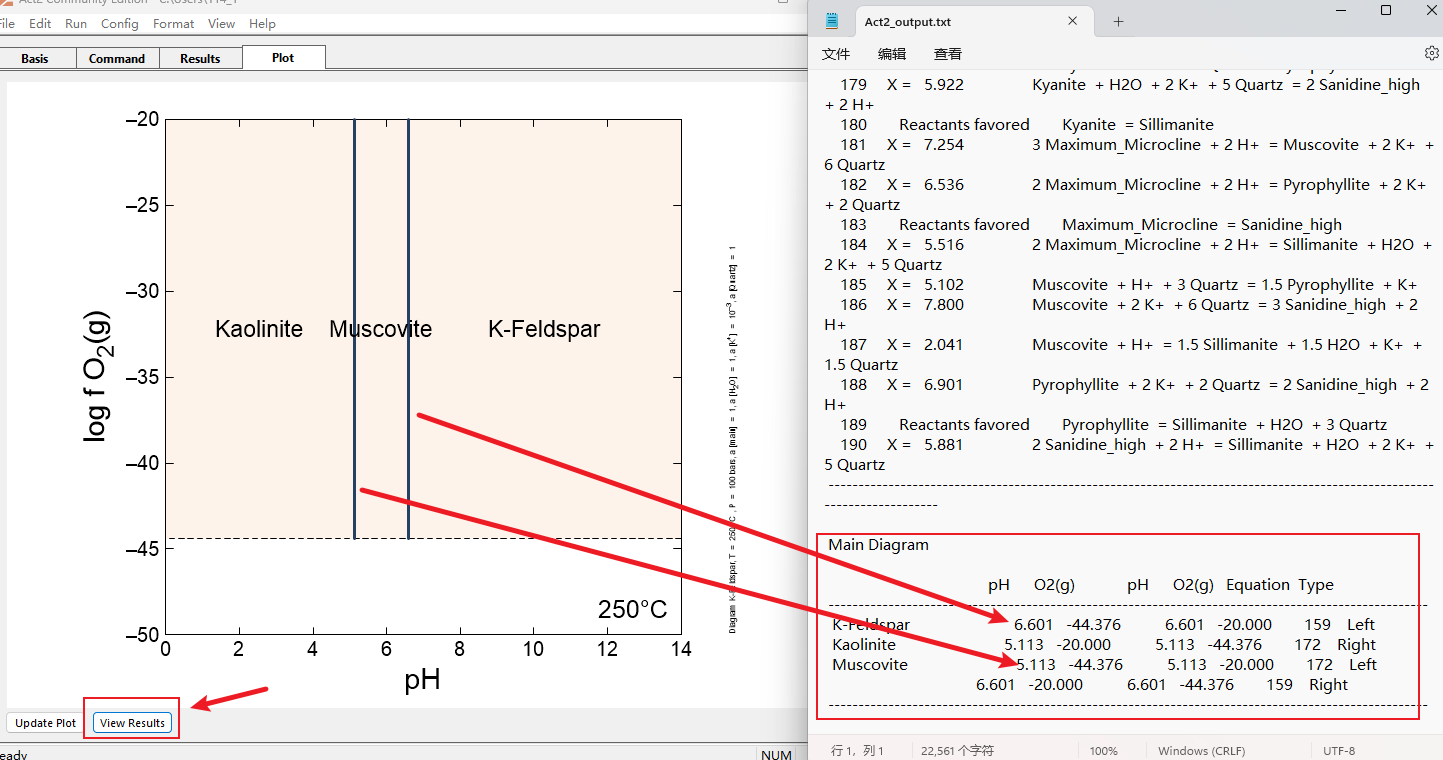 Act2 Community Edition - C:\Users\T14_1
File Edit Run Config Format View Help
Basis Command Results Plot
−20
−25
−30
−35
−40
−45
−50
log f O2(g)
Kaolinite Muscovite K-Feldspar
250°C
0 2 4 6 8 10 12 14
pH
Diagram K-Feldspar, T = 250°C, P = 100 bars, a [main] = 1, a [H2O] = 1, a [K+] = 10−3, a [Quartz] = 1
Update Plot View Results
eady NUM
Act2_output.txt
文件 编辑 查看
179 X = 5.922 Kyanite + H2O + 2 K+ + 5 Quartz = 2 Sanidine_high
+ 2 H+
180 Reactants favored Kyanite = Sillimanite
181 X = 7.254 3 Maximum_Microcline + 2 H+ = Muscovite + 2 K+ +
6 Quartz
182 X = 6.536 2 Maximum_Microcline + 2 H+ = Pyrophyllite + 2 K+
+ 2 Quartz
183 Reactants favored Maximum_Microcline = Sanidine_high
184 X = 5.516 2 Maximum_Microcline + 2 H+ = Sillimanite + H2O +
2 K+ + 5 Quartz
185 X = 5.102 Muscovite + H+ + 3 Quartz = 1.5 Pyrophyllite + K+
186 X = 7.800 Muscovite + 2 K+ + 6 Quartz = 3 Sanidine_high + 2
H+
187 X = 2.041 Muscovite + H+ = 1.5 Sillimanite + 1.5 H2O + K+ +
1.5 Quartz
188 X = 6.901 Pyrophyllite + 2 K+ + 2 Quartz = 2 Sanidine_high + 2
H+
189 Reactants favored Pyrophyllite = Sillimanite + H2O + 3 Quartz
190 X = 5.881 2 Sanidine_high + 2 H+ = Sillimanite + H2O + 2 K+ +
5 Quartz
Main Diagram
pH O2(g) pH O2(g) Equation Type
K-Feldspar 6.601 -44.376 6.601 -20.000 159 Left
Kaolinite 5.113 -20.000 5.113 -44.376 172 Right
Muscovite 5.113 -44.376 5.113 -20.000 172 Left
6.601 -20.000 6.601 -44.376 159 Right
行 1，列 1 22,561 个字符 100% Windows (CRLF) UTF-8